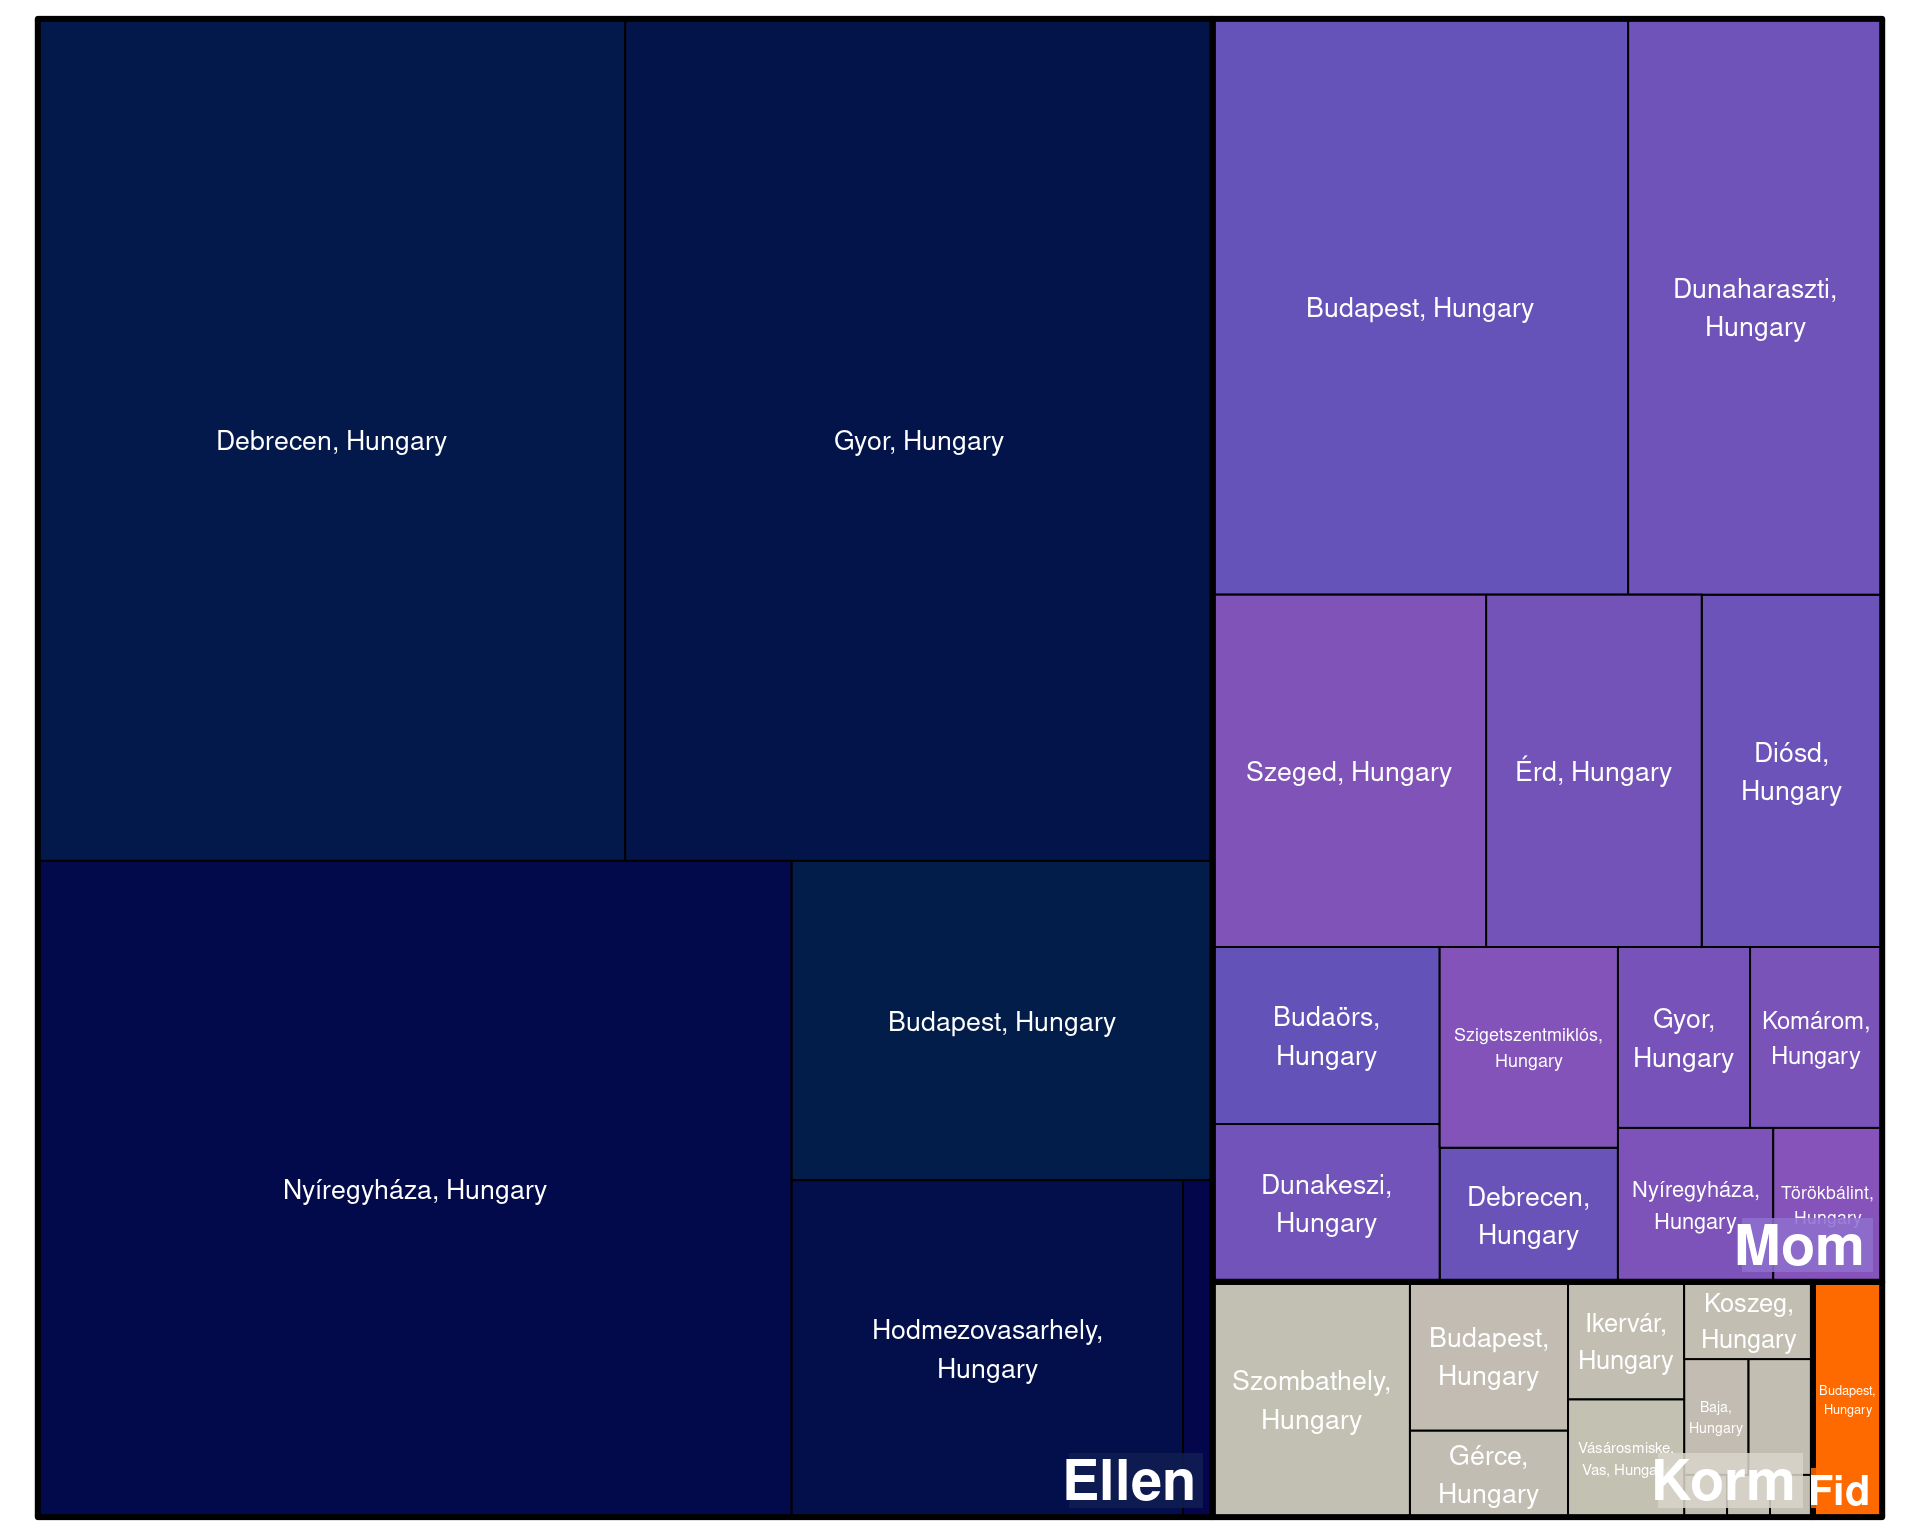 Debrecen, Hungary
Gyor, Hungary
Nyíregyháza, Hungary
Budapest, Hungary
Hodmezovasarhely,
Hungary
Ellen
Budapest, Hungary
Dunaharaszti,
Hungary
Szeged, Hungary
Érd, Hungary
Diósd,
Hungary
Budaörs,
Hungary
Szigetszentmiklós,
Hungary
Gyor,
Hungary
Komárom,
Hungary
Dunakeszi,
Hungary
Debrecen,
Hungary
Nyíregyháza,
Hungary
Törökbálint,
Hungary
Mom
Szombathely,
Hungary
Budapest,
Hungary
Gérce,
Hungary
Ikervár,
Hungary
Vásárosmiske,
Vas, Hungary
Koszeg,
Hungary
Baja,
Hungary
Korm
Budapest,
Hungary
Fid